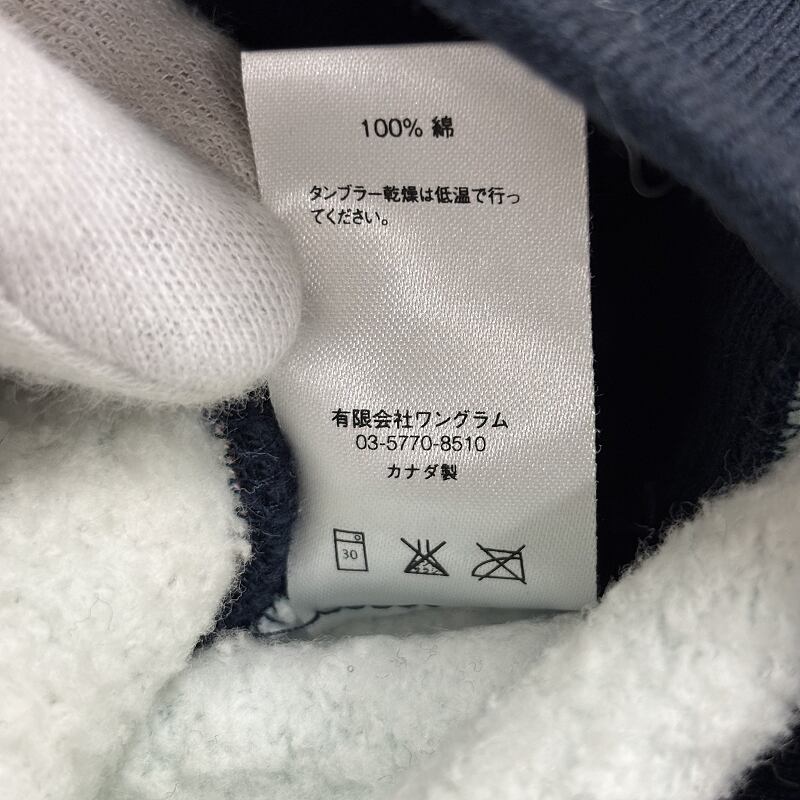 100% 綿
タンブラー乾燥は低温で行っ
てください。
有限会社ワングラム
03-5770-8510
カナダ製
30